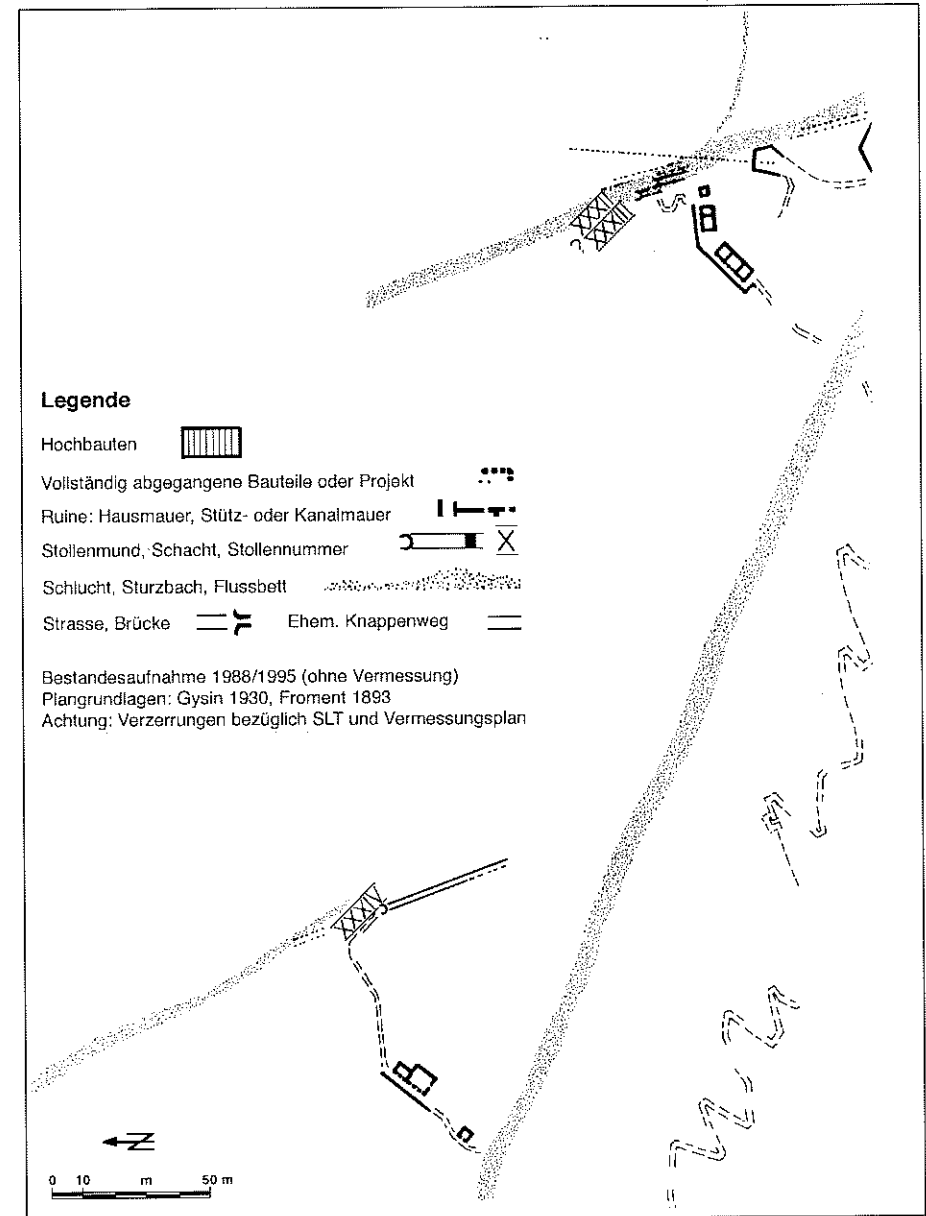 Legende
Hochbauten
Vollständig abgegangene Bauteile oder Projekt
Ruine: Hausmauer, Stütz- oder Kanalmauer
Stollenmund, Schacht, Stollennummer
Schlucht, Sturzbach, Flussbett
Strasse, Brücke Ehem. Knappenweg
Bestandesaufnahme 1988/1995 (ohne Vermessung)
Plangrundlagen: Gysin 1930, Froment 1893
Achtung: Verzerrungen bezüglich SLT und Vermessungsplan
N
0 10 m 50 m